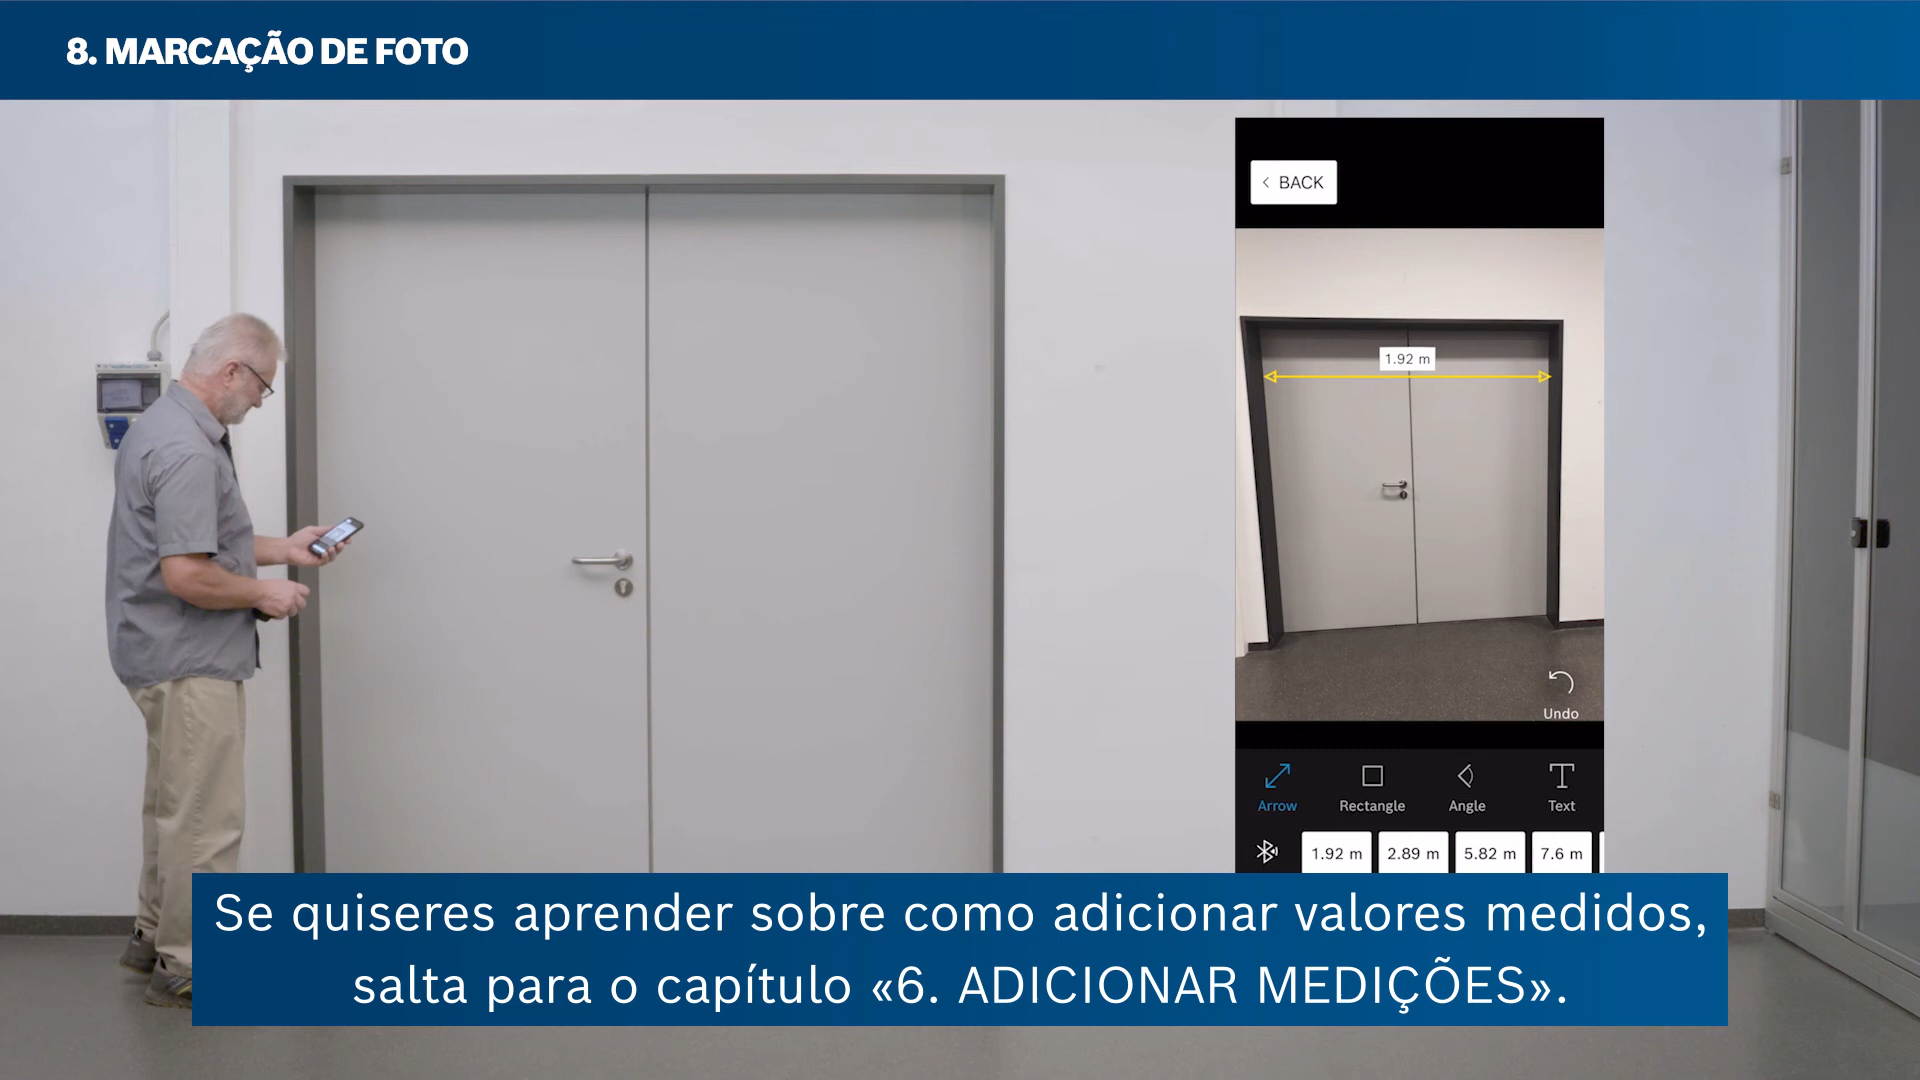 8. MARCAÇÃO DE FOTO
BACK
1.92 m
Undo
Arrow Rectangle Angle Text
1.92 m 2.89 m 5.82 m 7.6 m
Se quiseres aprender sobre como adicionar valores medidos,
salta para o capítulo «6. ADICIONAR MEDIÇÕES».